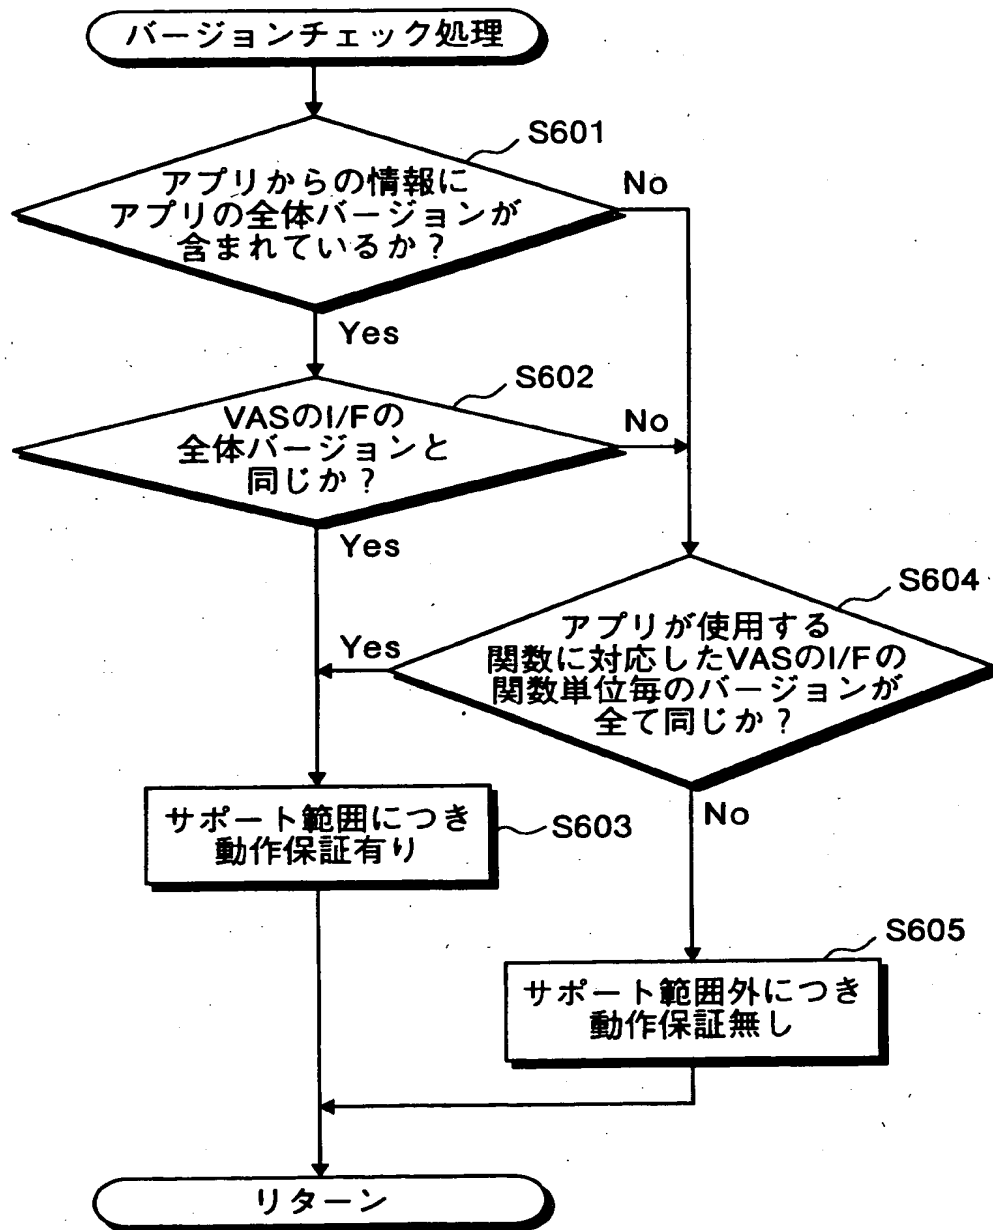 バージョンチェック処理
S601
アプリからの情報に
アプリの全体バージョンが
含まれているか？
No
Yes
S602
VASのI/Fの
全体バージョンと
同じか？
No
Yes
S604
アプリが使用する
関数に対応したVASのI/Fの
関数単位毎のバージョンが
全て同じか？
Yes
No
サポート範囲につき
動作保証有り
S603
S605
サポート範囲外につき
動作保証無し
リターン